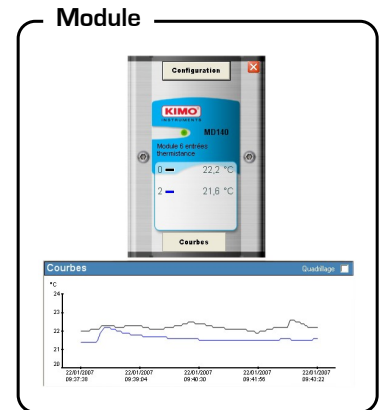 Module
Configuration
KIMO
INSTRUMENTS
MD140
Module 6 entrées
thermistance
0 22,2 °C
2 21,6 °C
Courbes
Courbes Quadrillage
°C
24
23
22
21
20
22/01/2007 22/01/2007 22/01/2007 22/01/2007 22/01/2007
09:37:38 09:39:04 09:40:30 09:41:56 09:43:22